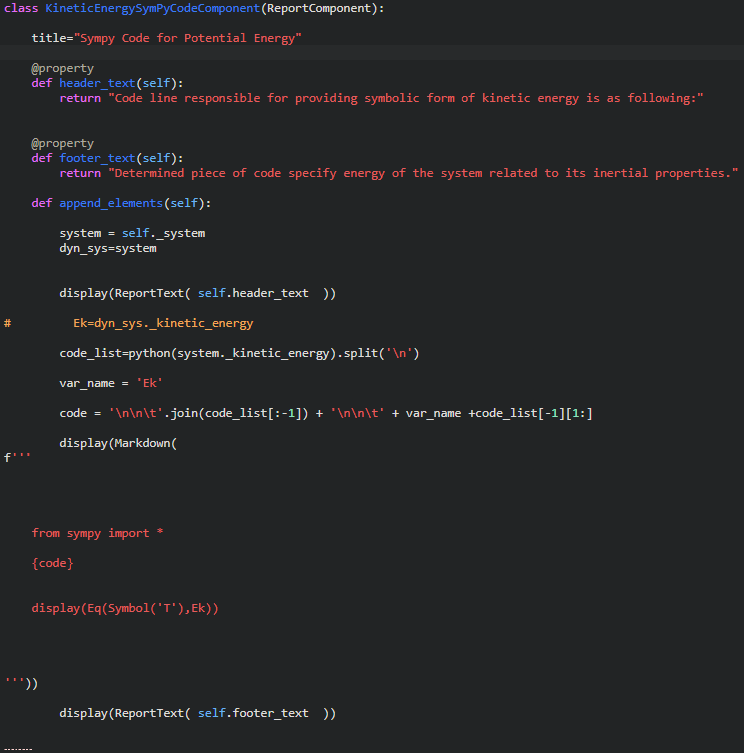 class KineticEnergySymPyCodeComponent(ReportComponent):
    title="Sympy Code for Potential Energy"
    @property
    def header_text(self):
        return "Code line responsible for providing symbolic form of kinetic energy is as following:"
    @property
    def footer_text(self):
        return "Determined piece of code specify energy of the system related to its inertial properties."
    def append_elements(self):
        system = self._system
        dyn_sys=system
        display(ReportText( self.header_text  ))
#         Ek=dyn_sys._kinetic_energy
        code_list=python(system._kinetic_energy).split('\n')
        var_name = 'Ek'
        code = '\n\n\t'.join(code_list[:-1]) + '\n\n\t' + var_name +code_list[-1][1:]
        display(Markdown(
f'''
    from sympy import *
    {code}
    display(Eq(Symbol('T'),Ek))
'''))
        display(ReportText( self.footer_text  ))